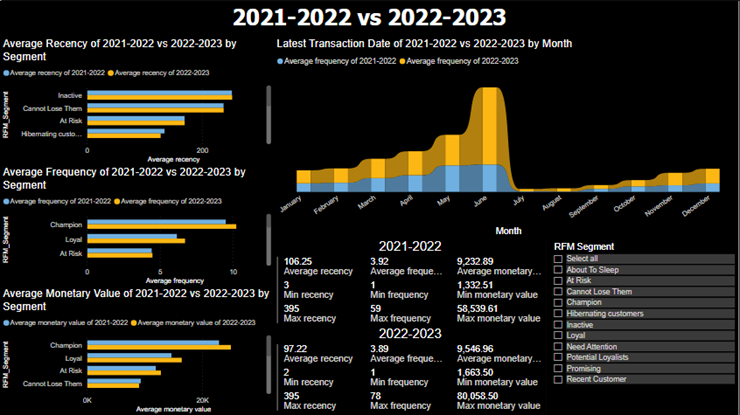 2021-2022 vs 2022-2023
Average Recency of 2021-2022 vs 2022-2023 by
Segment
Average recency of 2021-2022 Average recency of 2022-2023
RFM_Segment
Inactive
Cannot Lose Them
At Risk
Hibernating custo...
0 200
Average recency
Average Frequency of 2021-2022 vs 2022-2023 by
Segment
Average frequency of 2021-2022 Average frequency of 2022-2023
RFM_Segment
Champion
Loyal
At Risk
0 5 10
Average frequency
Average Monetary Value of 2021-2022 vs 2022-2023 by
Segment
Average monetary value of 2021-2022 Average monetary value of 2022-2023
RFM_Segment
Champion
Loyal
At Risk
Cannot Lose Them
0K 20K
Average monetary value
Latest Transaction Date of 2021-2022 vs 2022-2023 by Month
Average frequency of 2021-2022 Average frequency of 2022-2023
January February March April May June July August September October November December
Month
2021-2022
106.25 3.92 9,232.89
Average recency Average freque... Average monetary...
3 1 1,332.51
Min recency Min frequency Min monetary value
395 59 58,539.61
Max recency Max frequency Max monetary value
2022-2023
97.22 3.89 9,546.96
Average recency Average freque... Average monetary...
2 1 1,663.50
Min recency Min frequency Min monetary value
395 78 80,058.50
Max recency Max frequency Max monetary value
RFM Segment
Select all
About To Sleep
At Risk
Cannot Lose Them
Champion
Hibernating customers
Inactive
Loyal
Need Attention
Potential Loyalists
Promising
Recent Customer